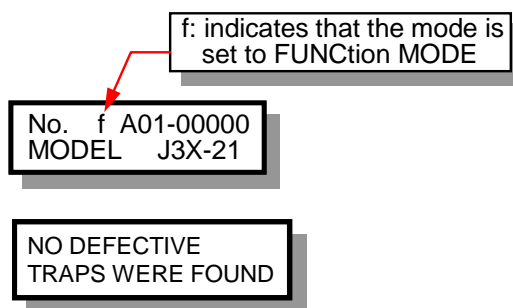 f: indicates that the mode is
set to FUNCtion MODE
No. f A01-00000
MODEL J3X-21
NO DEFECTIVE
TRAPS WERE FOUND